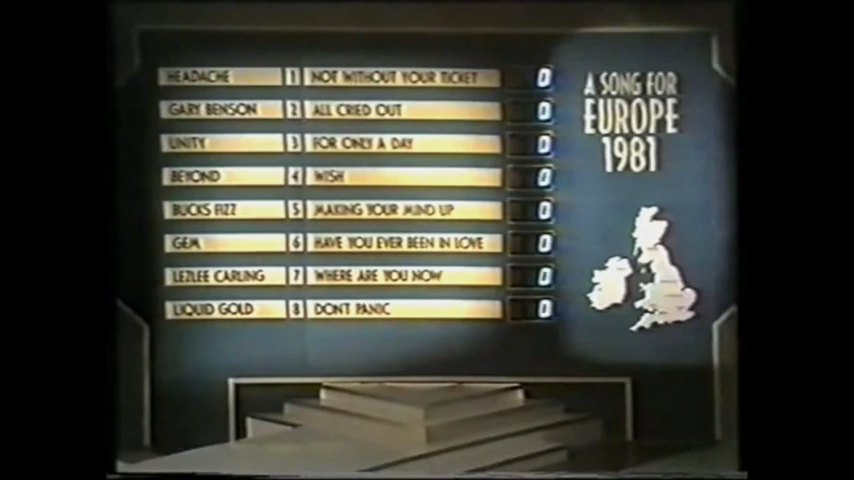 HEADACHE 1 NOT WITHOUT YOUR TICKET 0
GARY BENSON 2 ALL CRIED OUT 0
UNITY 3 FOR ONLY A DAY 0
BEYOND 4 WISH 0
BUCKS FIZZ 5 MAKING YOUR MIND UP 0
GEM 6 HAVE YOU EVER BEEN IN LOVE 0
LEZLEE CARLING 7 WHERE ARE YOU NOW 0
LIQUID GOLD 8 DONT PANIC 0
A SONG FOR
EUROPE
1981